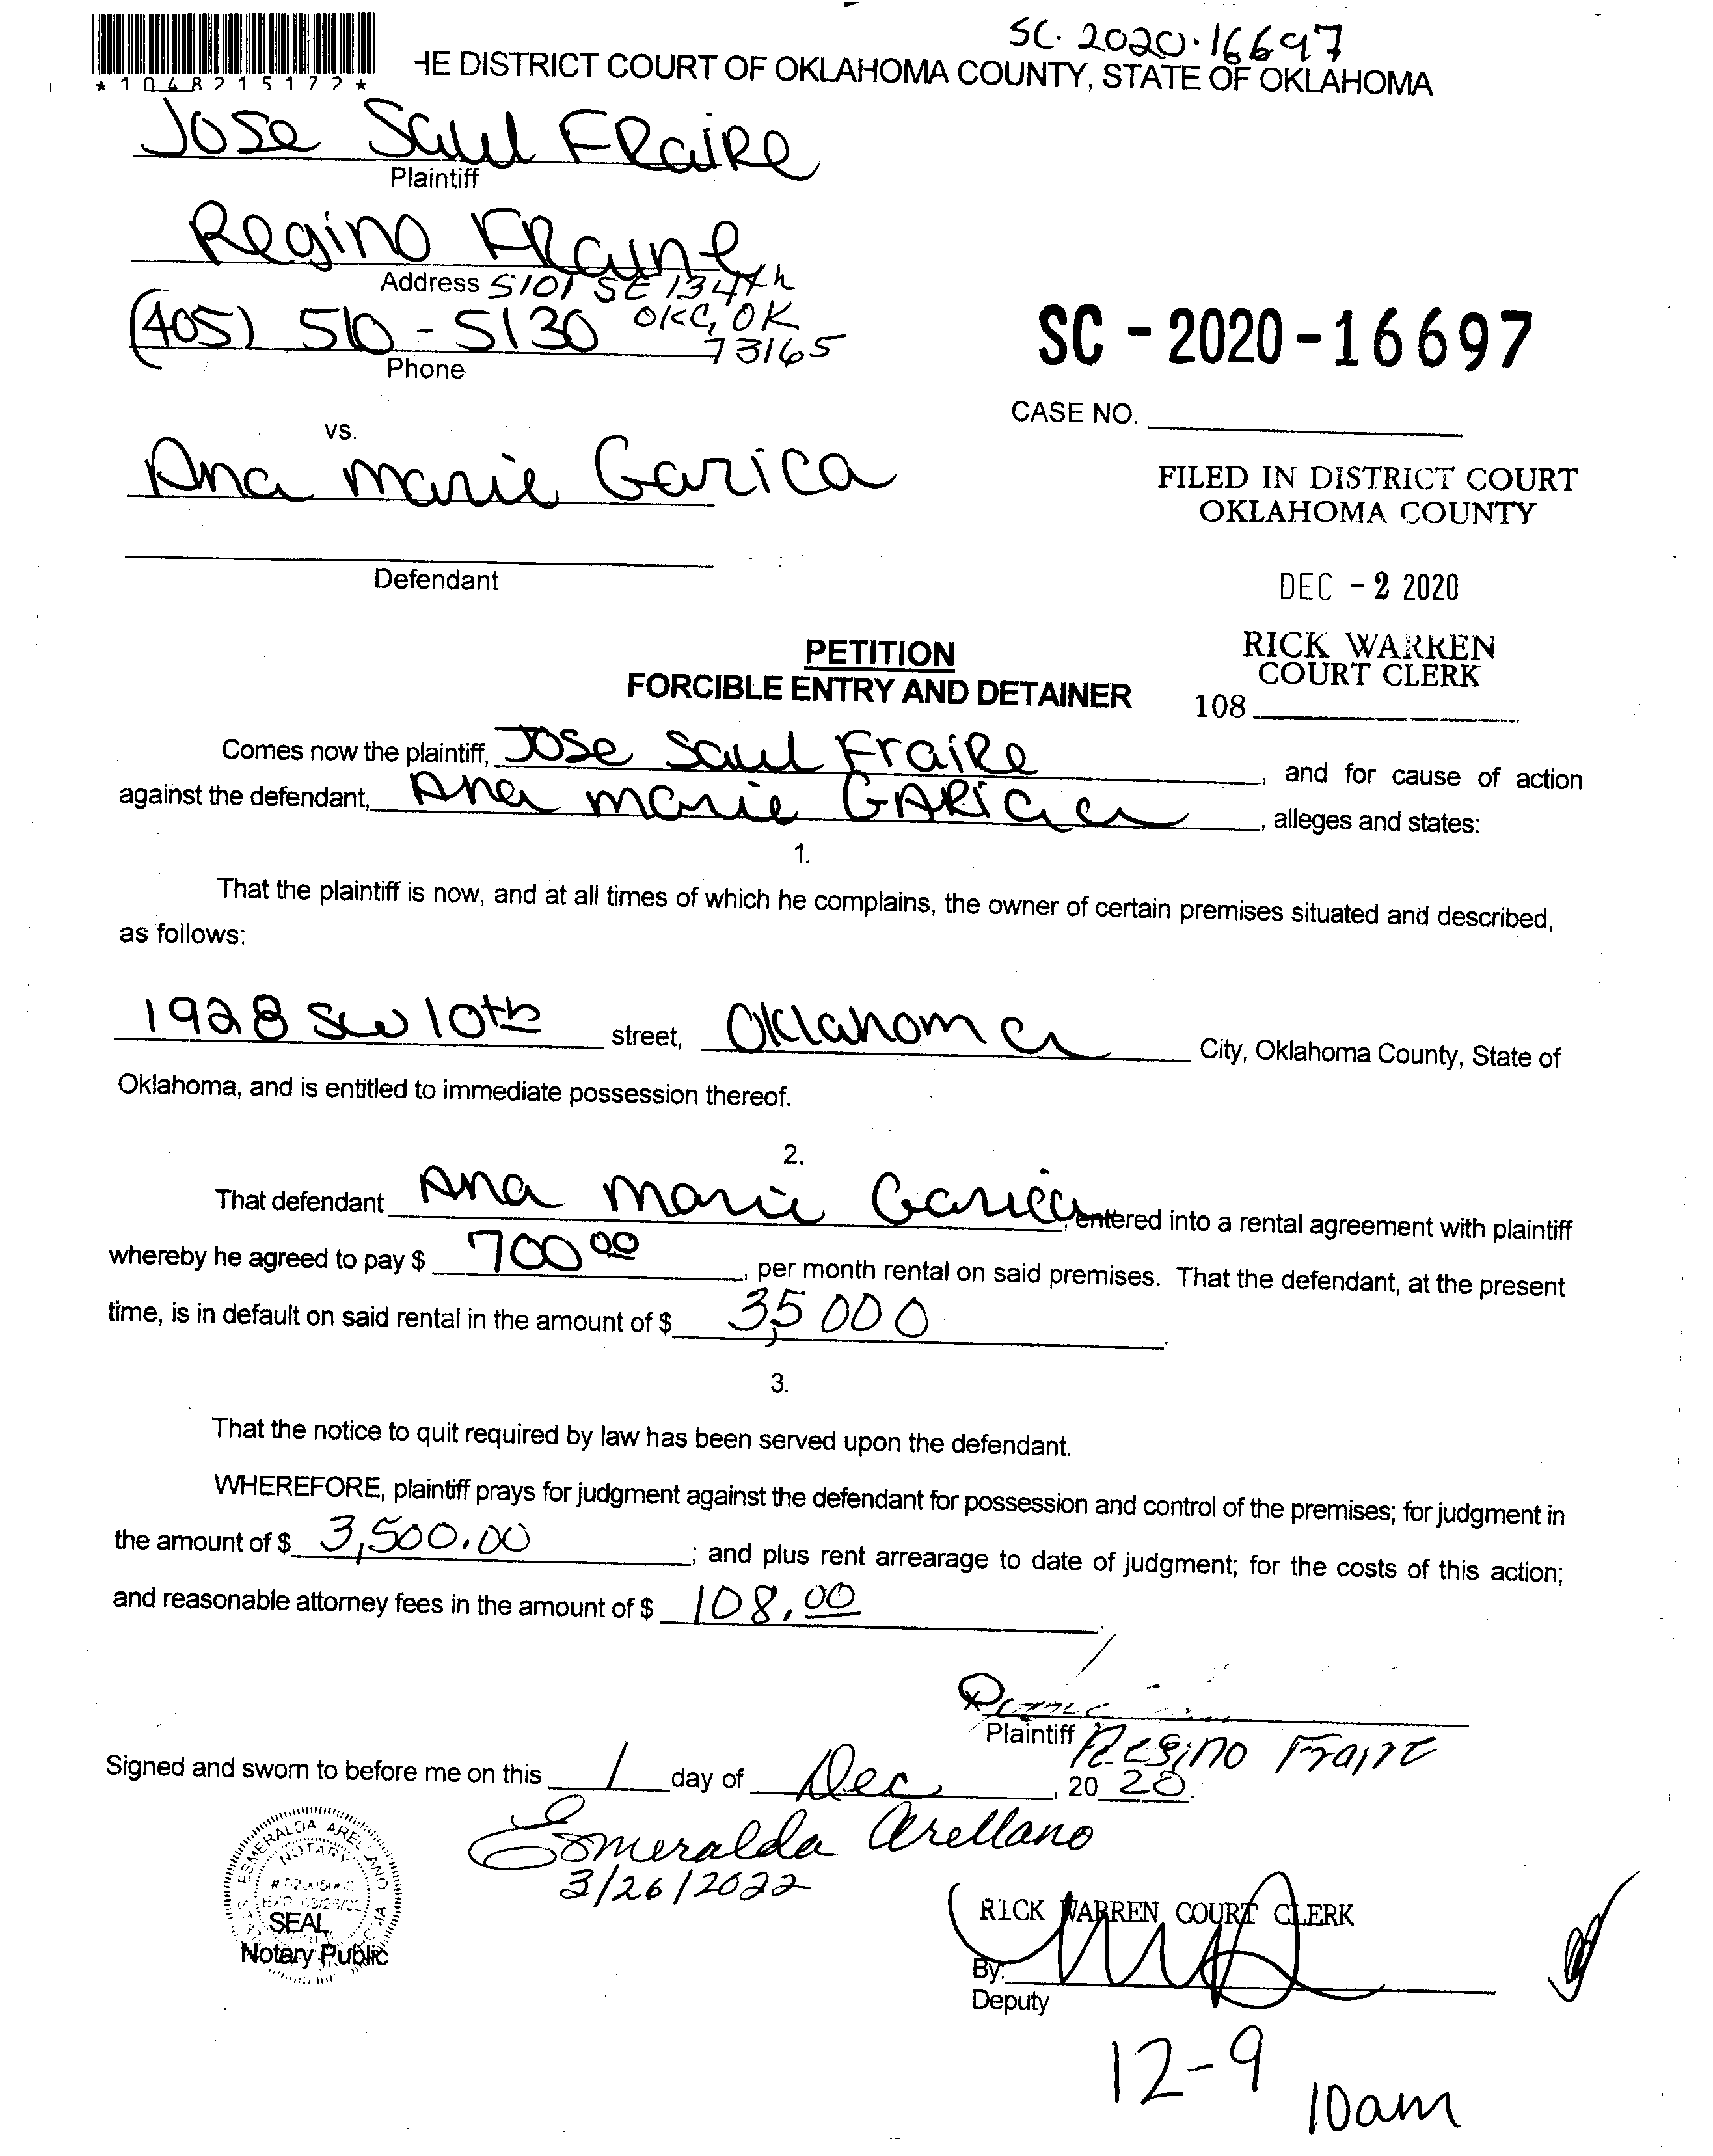 SC. 2020. 16697
HE DISTRICT COURT OF OKLAHOMA COUNTY, STATE OF OKLAHOMA
* 1 0 4 8 2 1 5 1 7 2 *
Jose Saul FRaiRe
Plaintiff
Regino FRaire
Address 5101 SE 134th
OKC, OK
73165
(405) 510-5130
Phone
SC - 2020 - 16697
CASE NO.
vs.
Ana marie Garica
Defendant
FILED IN DISTRICT COURT
OKLAHOMA COUNTY
DEC - 2 2020
RICK WARREN
COURT CLERK
108
PETITION
FORCIBLE ENTRY AND DETAINER
Comes now the plaintiff, Jose Saul FraiRe, and for cause of action
against the defendant, Ana marie GARica, alleges and states:
1.
That the plaintiff is now, and at all times of which he complains, the owner of certain premises situated and described,
as follows:
1928 SW 10th street, Oklahoma City, Oklahoma County, State of
Oklahoma, and is entitled to immediate possession thereof.
2.
That defendant Ana marie Garica, entered into a rental agreement with plaintiff
whereby he agreed to pay $ 700 00, per month rental on said premises. That the defendant, at the present
time, is in default on said rental in the amount of $ 35,000.
3.
That the notice to quit required by law has been served upon the defendant.
WHEREFORE, plaintiff prays for judgment against the defendant for possession and control of the premises; for judgment in
the amount of $ 3,500.00; and plus rent arrearage to date of judgment; for the costs of this action;
and reasonable attorney fees in the amount of $ 108.00.
x
Plaintiff Regino Fraire
Signed and sworn to before me on this 1 day of Dec, 20 20.
Esmeralda Arellano
3/26/2022
ESMERALDA ARELLANO
NOTARY
SEAL
Notary Public
RICK WARREN COURT CLERK
By:
Deputy
12-9
10am